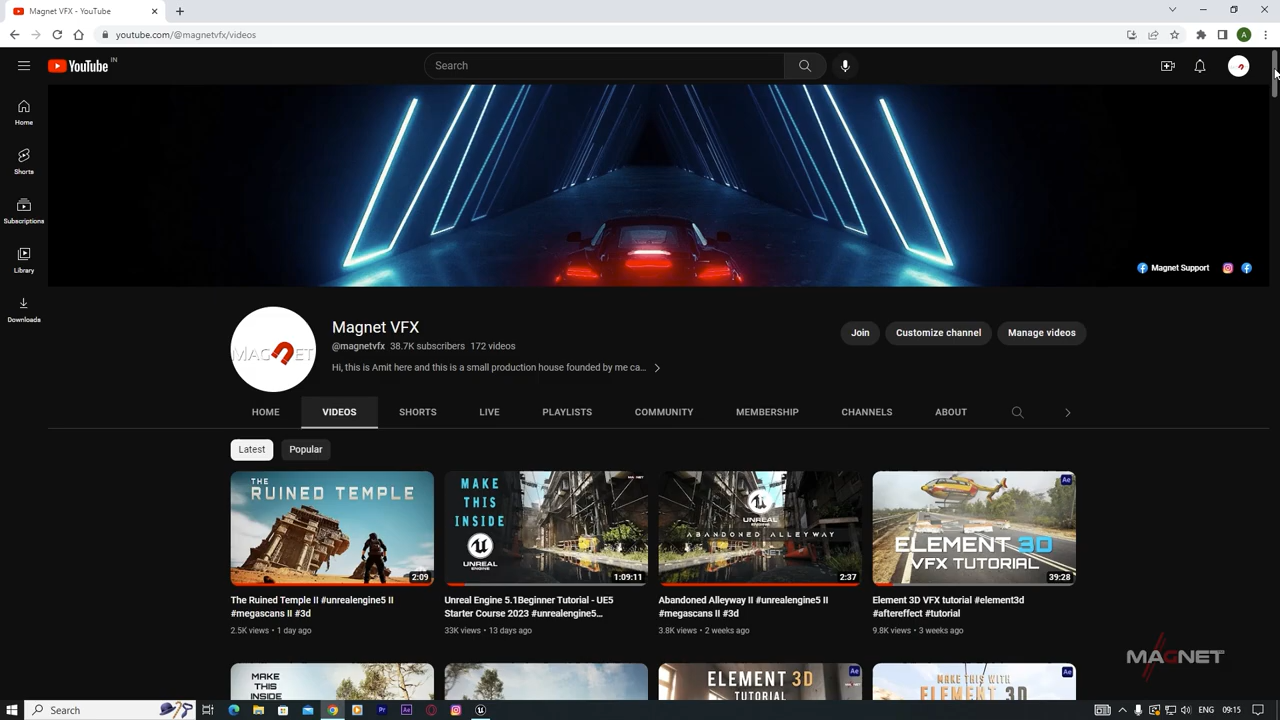 Magnet VFX - YouTube
youtube.com/@magnetvfx/videos
A
YouTube IN
Search
Home
Shorts
Subscriptions
Library
Downloads
Magnet Support
MAGNET
Magnet VFX
@magnetvfx 38.7K subscribers 172 videos
Hi, this is Amit here and this is a small production house founded by me ca...
Join
Customize channel
Manage videos
HOME
VIDEOS
SHORTS
LIVE
PLAYLISTS
COMMUNITY
MEMBERSHIP
CHANNELS
ABOUT
Latest
Popular
THE
RUINED TEMPLE
2:09
The Ruined Temple II #unrealengine5 II
#megascans II #3d
2.5K views • 1 day ago
MAKE
THIS
INSIDE
UNREAL
ENGINE
1:09:11
Unreal Engine 5.1Beginner Tutorial - UE5
Starter Course 2023 #unrealengine5...
33K views • 13 days ago
UNREAL
ENGINE
ABANDONED ALLEYWAY
2:37
Abandoned Alleyway II #unrealengine5 II
#megascans II #3d
3.8K views • 2 weeks ago
Ae
ELEMENT 3D
VFX TUTORIAL
39:28
Element 3D VFX tutorial #element3d
#aftereffect #tutorial
9.8K views • 3 weeks ago
MAKE
THIS
INSIDE
Ae
ELEMENT 3D
TUTORIAL
Ae
MAKE THIS WITH
ELEMENT 3D
MAGNET
Search
Pr
Ae
ENG
09:15